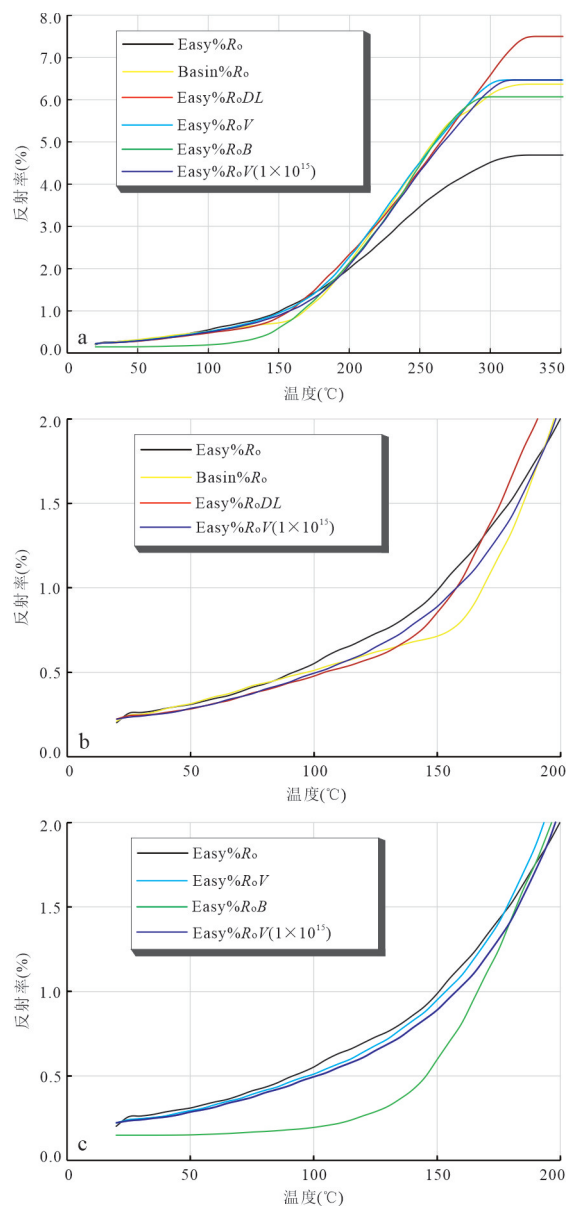 8.0
7.0
6.0
5.0
4.0
3.0
2.0
1.0
0.0
反射率(%)
Easy%Ro
Basin%Ro
Easy%RoDL
Easy%RoV
Easy%RoB
Easy%RoV(1×10¹⁵)
a
0 50 100 150 200 250 300 350
温度(℃)
2.0
1.5
1.0
0.5
0.0
反射率(%)
Easy%Ro
Basin%Ro
Easy%RoDL
Easy%RoV(1×10¹⁵)
b
0 50 100 150 200
温度(℃)
2.0
1.5
1.0
0.5
0.0
反射率(%)
Easy%Ro
Easy%RoV
Easy%RoB
Easy%RoV(1×10¹⁵)
c
0 50 100 150 200
温度(℃)